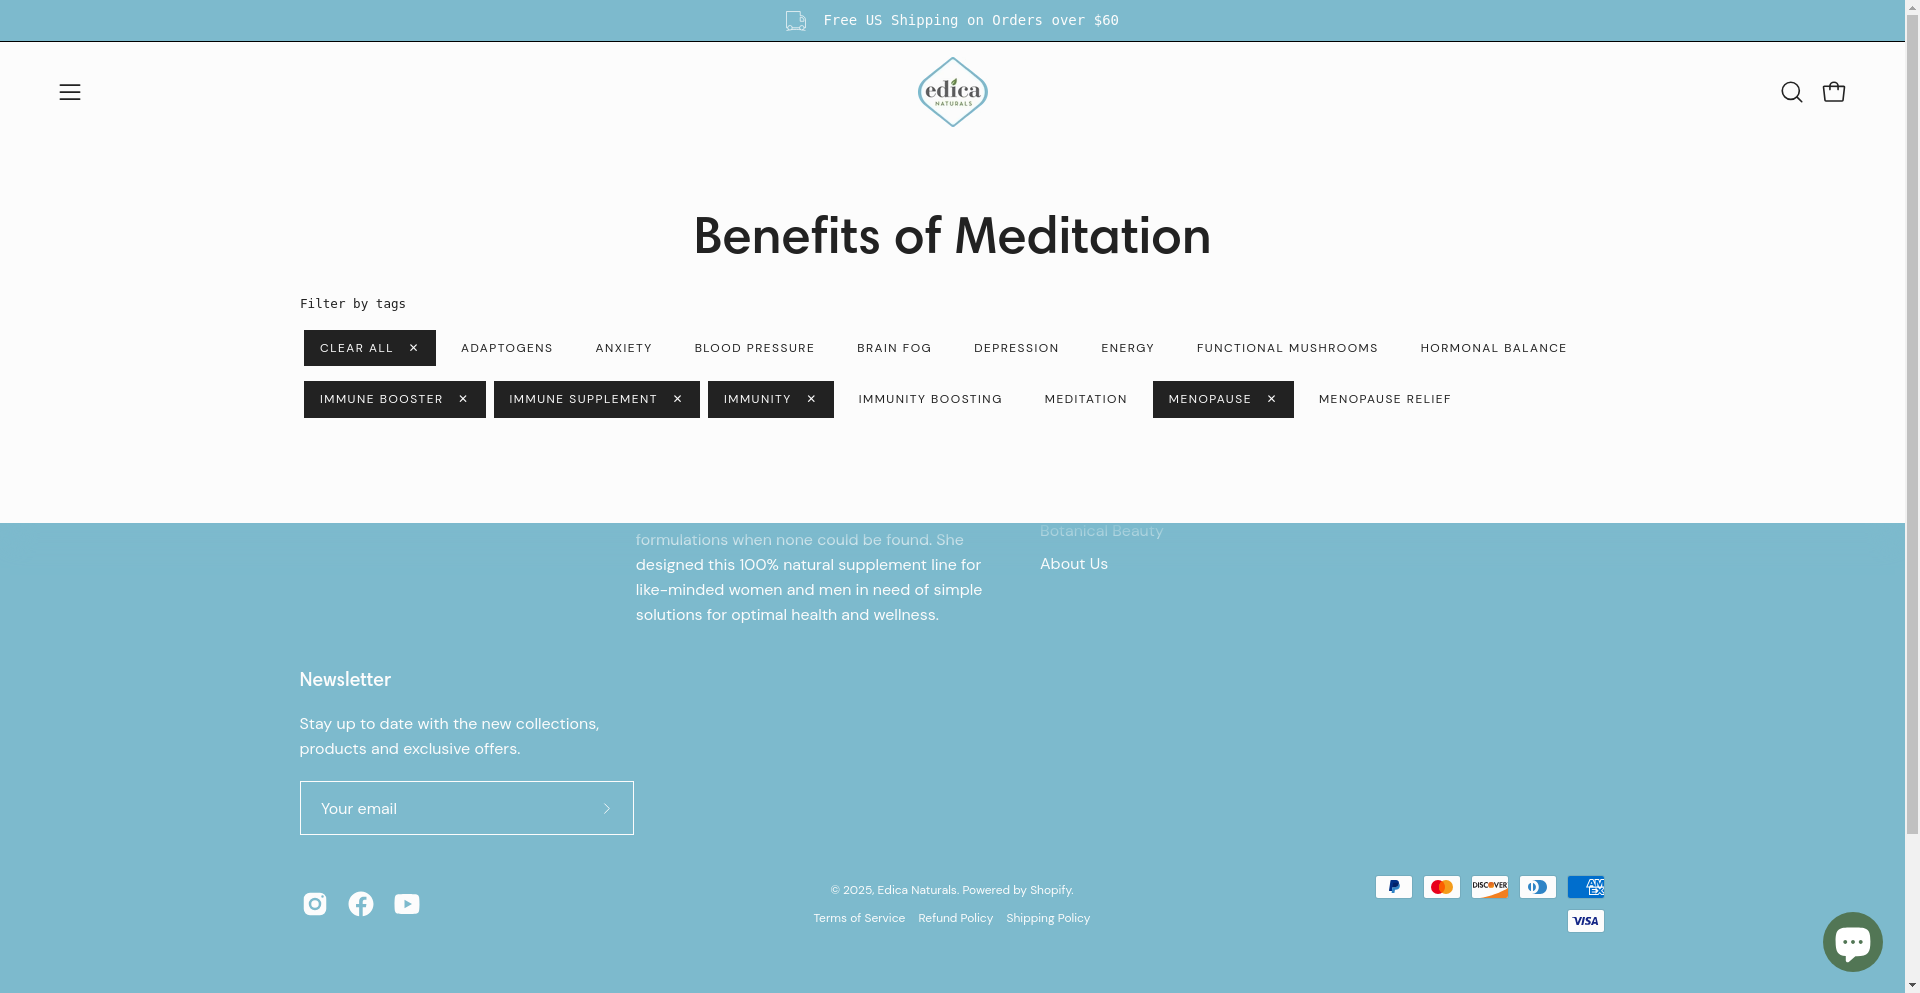 Free US Shipping on Orders over $60
edica
NATURALS
Benefits of Meditation
Filter by tags
CLEAR ALL ×
ADAPTOGENS
ANXIETY
BLOOD PRESSURE
BRAIN FOG
DEPRESSION
ENERGY
FUNCTIONAL MUSHROOMS
HORMONAL BALANCE
IMMUNE BOOSTER ×
IMMUNE SUPPLEMENT ×
IMMUNITY ×
IMMUNITY BOOSTING
MEDITATION
MENOPAUSE ×
MENOPAUSE RELIEF
formulations when none could be found. She
designed this 100% natural supplement line for
like-minded women and men in need of simple
solutions for optimal health and wellness.
Botanical Beauty
About Us
Newsletter
Stay up to date with the new collections,
products and exclusive offers.
Your email
© 2025, Edica Naturals. Powered by Shopify.
Terms of Service
Refund Policy
Shipping Policy
DISCOVER
AM
EX
VISA